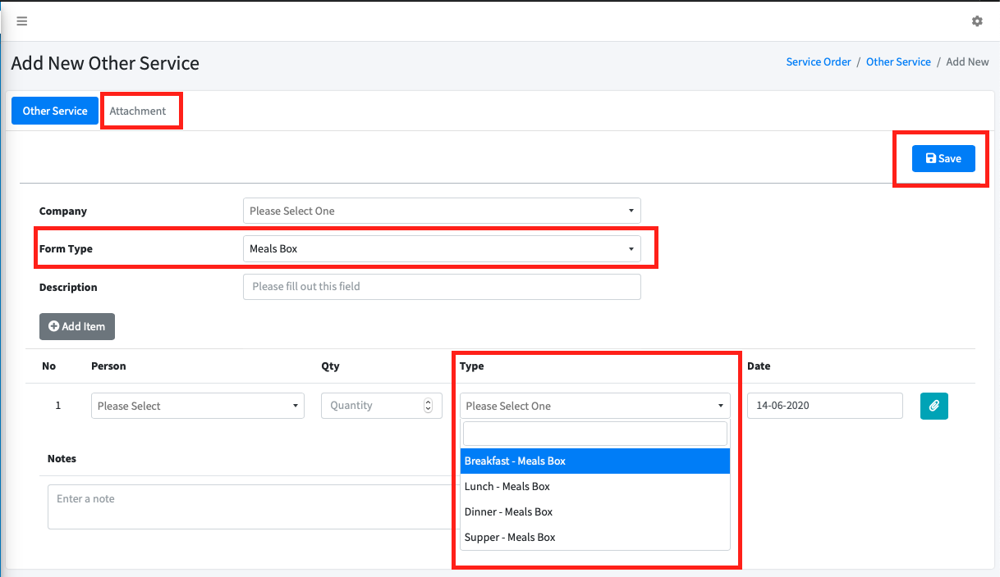 Add New Other Service
Service Order / Other Service / Add New
Other Service
Attachment
Save
Company
Please Select One
Form Type
Meals Box
Description
Please fill out this field
Add Item
No Person Qty Type Date
1 Please Select Quantity Please Select One 14-06-2020
Breakfast - Meals Box
Lunch - Meals Box
Dinner - Meals Box
Supper - Meals Box
Notes
Enter a note